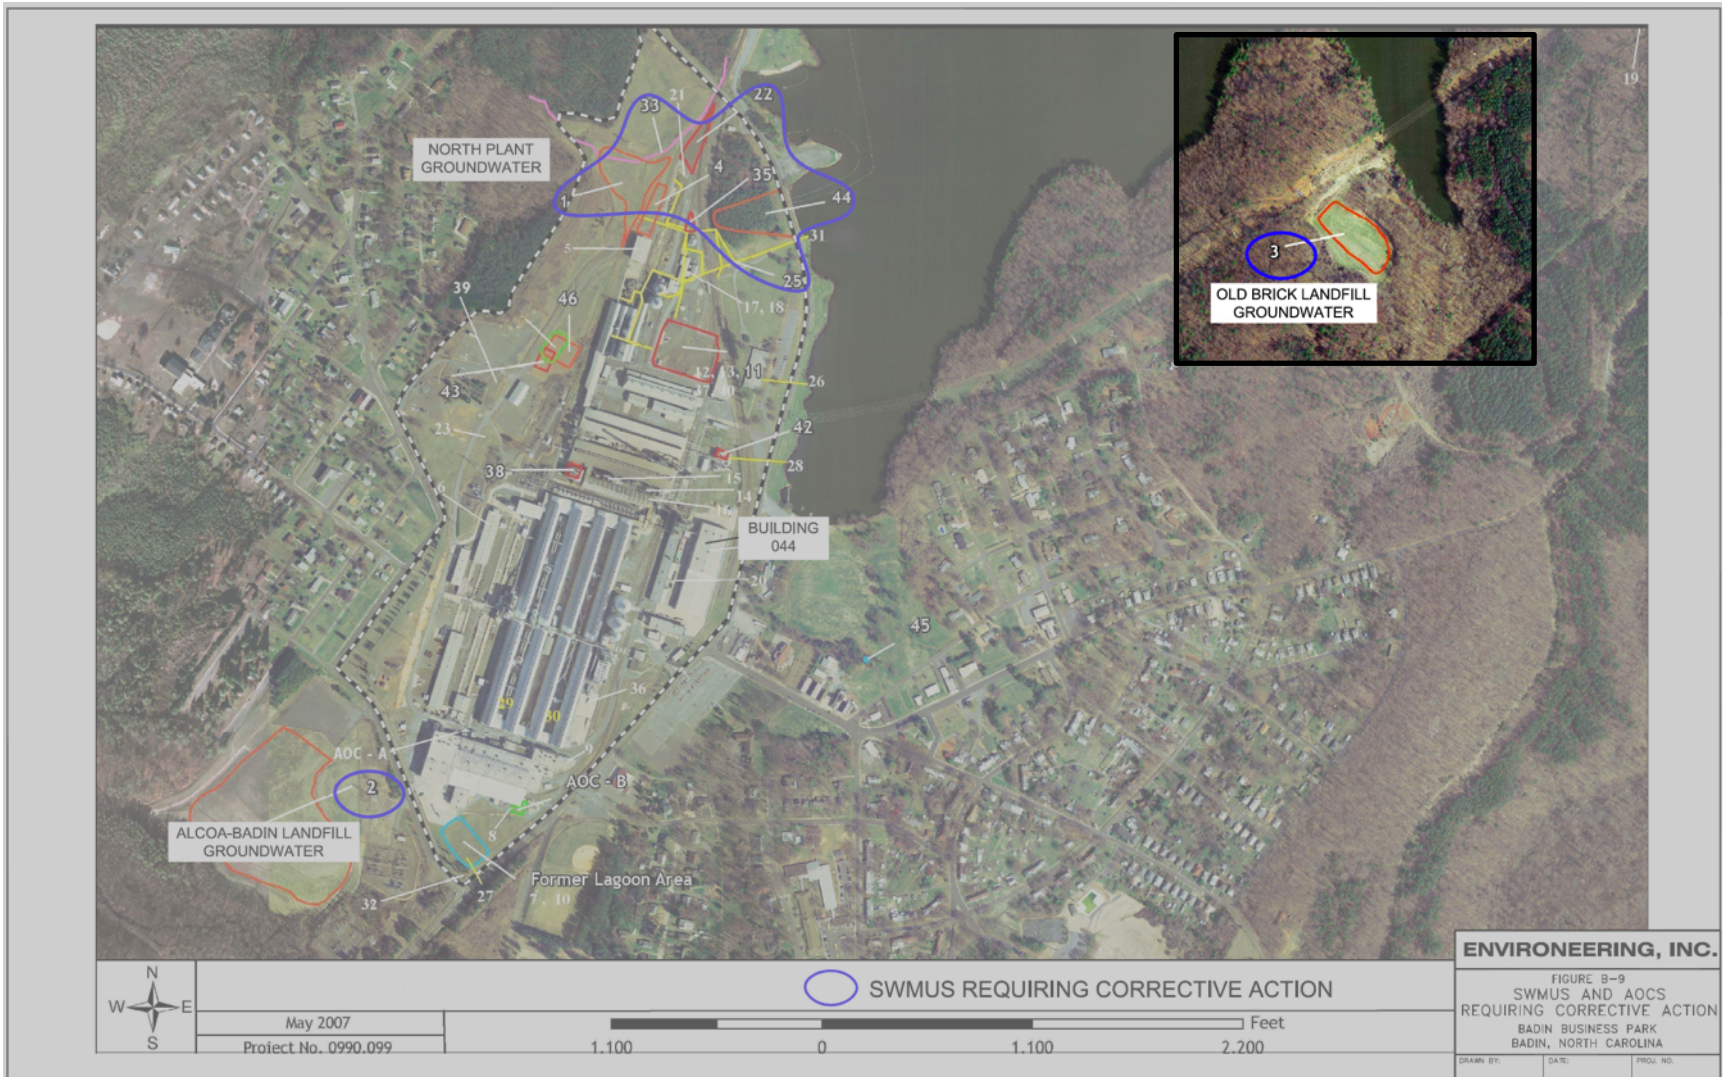 19
22
21
33
NORTH PLANT
GROUNDWATER
4
35
1
44
31
5
25
17, 18
3
OLD BRICK LANDFILL
GROUNDWATER
39
46
11
26
43
23
42
38
28
15
14
BUILDING
044
20
45
36
29
30
AOC - A
9
AOC - B
2
ALCOA-BADIN LANDFILL
GROUNDWATER
8
Former Lagoon Area
27
7, 10
32
N
W E
S
May 2007
Project No. 0990.099
SWMUS REQUIRING CORRECTIVE ACTION
1,100 0 1,100 2,200 Feet
ENVIRONEERING, INC.
FIGURE B-9
SWMUS AND AOCS
REQUIRING CORRECTIVE ACTION
BADIN BUSINESS PARK
BADIN, NORTH CAROLINA
DRAWN BY: DATE: PROJ. NO.